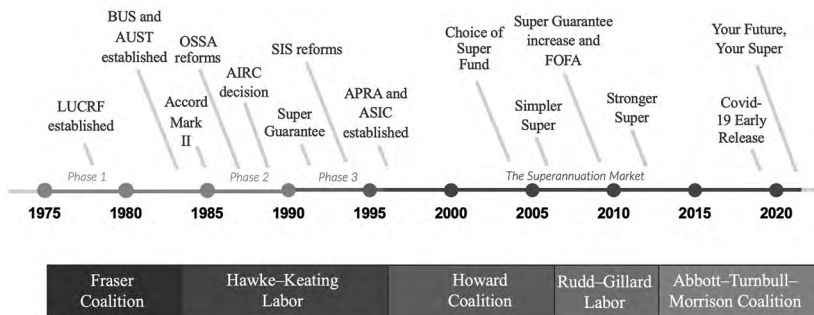 BUS and
AUST
established
OSSA
reforms
SIS reforms
Choice of
Super
Fund
Super Guarantee
increase and
FOFA
Your Future,
Your Super
LUCRF
established
Accord
Mark
II
AIRC
decision
Super
Guarantee
APRA and
ASIC
established
Simpler
Super
Stronger
Super
Covid-
19 Early
Release
Phase 1
Phase 2
Phase 3
The Superannuation Market
1975
1980
1985
1990
1995
2000
2005
2010
2015
2020
Fraser
Coalition
Hawke–Keating
Labor
Howard
Coalition
Rudd–Gillard
Labor
Abbott–Turnbull–
Morrison Coalition